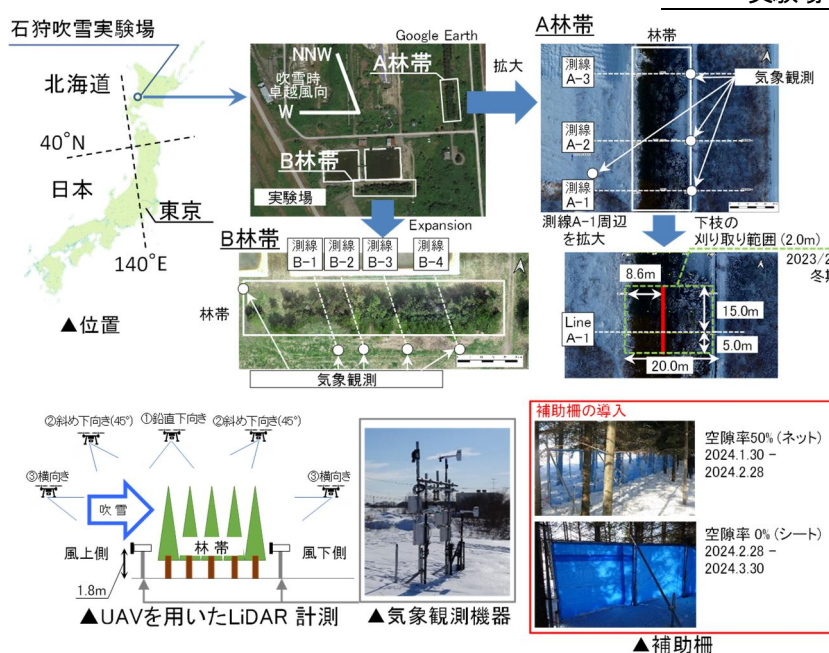 石狩吹雪実験場
北海道
40°N
日本
東京
140°E
▲位置
Google Earth
NNW
吹雪時
卓越風向
W
A林帯
B林帯
実験場
拡大
Expansion
A林帯
林帯
測線
A-3
測線
A-2
測線
A-1
気象観測
測線A-1周辺
を拡大
下枝の
刈り取り範囲(2.0m)
2023/2
冬期
8.6m
15.0m
Line
A-1
5.0m
20.0m
B林帯
測線
B-1
測線
B-2
測線
B-3
測線
B-4
林帯
気象観測
②斜め下向き(45°)
①鉛直下向き
②斜め下向き(45°)
③横向き
③横向き
吹雪
風上側
林帯
風下側
1.8m
▲UAVを用いたLiDAR 計測
▲気象観測機器
補助柵の導入
空隙率50%(ネット)
2024.1.30 –
2024.2.28
空隙率 0%(シート)
2024.2.28 –
2024.3.30
▲補助柵